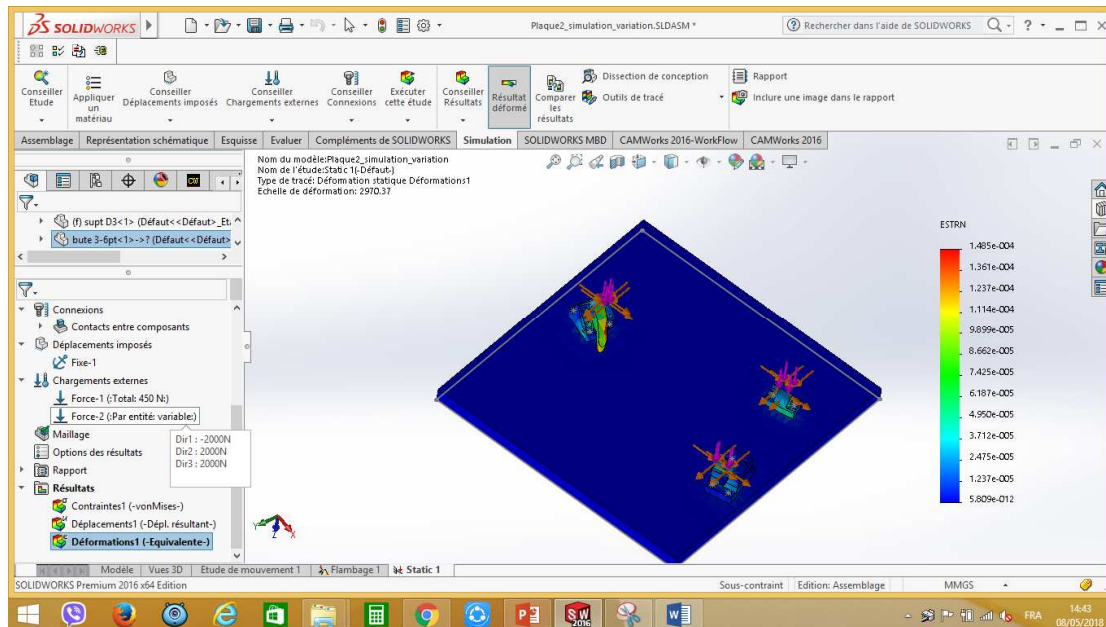 SOLIDWORKS
Plaque2_simulation_variation.SLDASM *
Rechercher dans l'aide de SOLIDWORKS
Conseiller Etude
Appliquer un matériau
Conseiller Déplacements imposés
Conseiller Chargements externes
Conseiller Connexions
Exécuter cette étude
Conseiller Résultats
Résultat déformé
Comparer les résultats
Dissection de conception
Outils de tracé
Rapport
Inclure une image dans le rapport
Assemblage Représentation schématique Esquisse Evaluer Compléments de SOLIDWORKS Simulation SOLIDWORKS MBD CAMWorks 2016-WorkFlow CAMWorks 2016
Nom du modèle:Plaque2_simulation_variation
Nom de l'étude:Static 1(-Défaut-)
Type de tracé: Déformation statique Déformations1
Echelle de déformation: 2970.37
(f) supt D3<1> (Défaut<<Défaut>_Et
bute 3-6pt<1>->? (Défaut<<Défaut>
Connexions
Contacts entre composants
Déplacements imposés
Fixe-1
Chargements externes
Force-1 (:Total: 450 N:)
Force-2 (:Par entité: variable:)
Maillage
Options des résultats
Rapport
Résultats
Contraintes1 (-vonMises-)
Déplacements1 (-Dépl. résultant-)
Déformations1 (-Equivalente-)
Dir1 : -2000N
Dir2 : 2000N
Dir3 : 2000N
ESTRN
1.485e-004
1.361e-004
1.237e-004
1.114e-004
9.899e-005
8.662e-005
7.425e-005
6.187e-005
4.950e-005
3.712e-005
2.475e-005
1.237e-005
5.809e-012
Modèle Vues 3D Etude de mouvement 1 Flambage 1 Static 1
SOLIDWORKS Premium 2016 x64 Edition
Sous-contraint Edition: Assemblage MMGS
FRA
14:43
08/05/2018